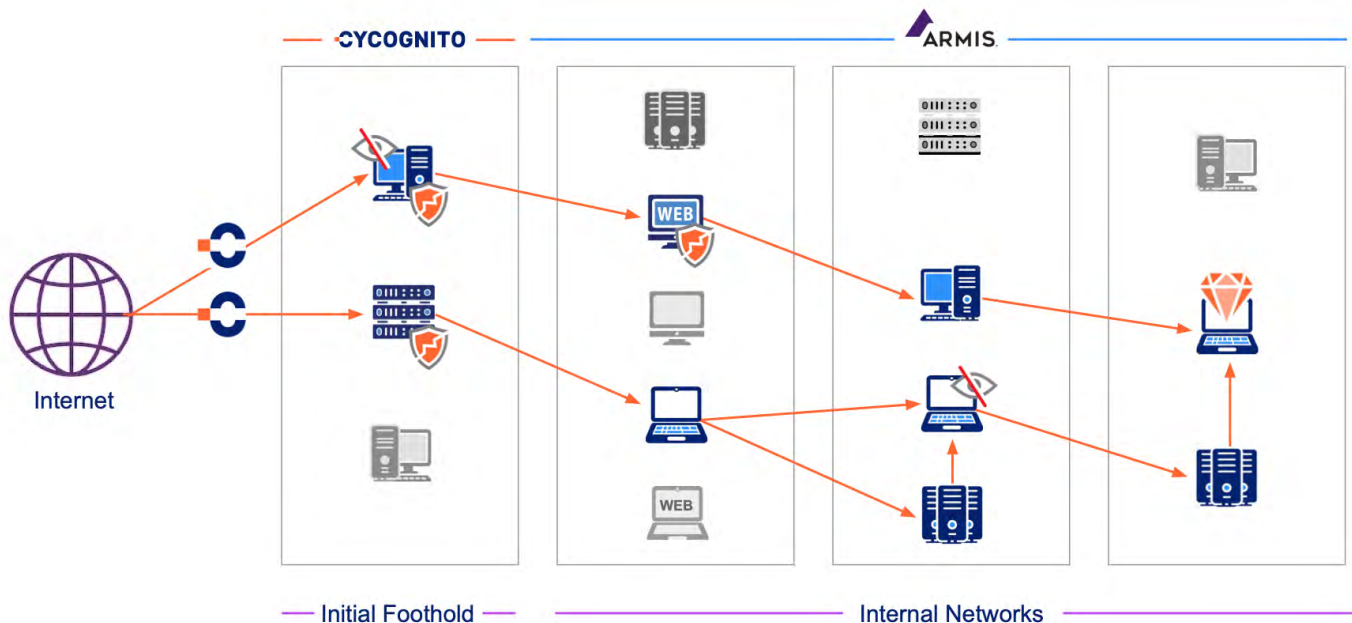 CYCOGNITO
ARMIS
WEB
Internet
WEB
Initial Foothold
Internal Networks